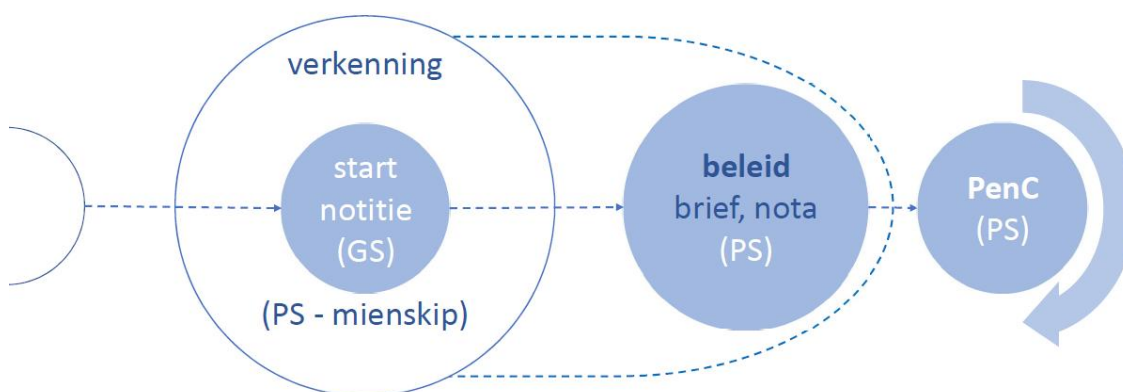 verkenning
start
notitie
(GS)
(PS - mienskip)
beleid
brief, nota
(PS)
PenC
(PS)